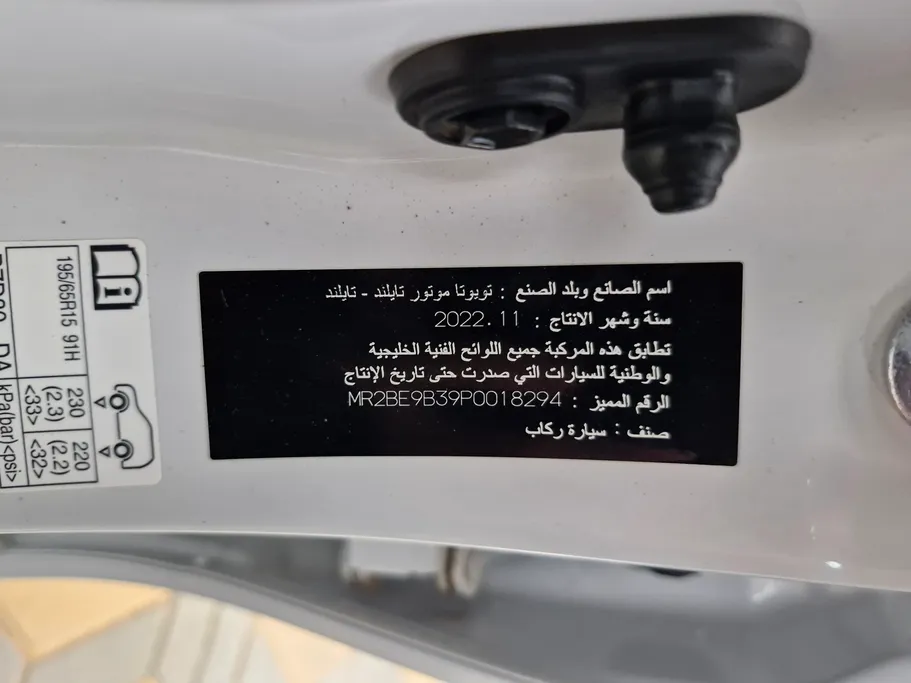 اسم الصانع وبلد الصنع : تويوتا موتور تايلند - تايلند
سنة وشهر الانتاج : 2022.11
تطابق هذه المركبة جميع اللوائح الفنية الخليجية
والوطنية للسيارات التي صدرت حتى تاريخ الإنتاج
الرقم المميز : MR2BE9B39P0018294
صنف : سيارة ركاب
195/65R15 91H
230
(2.3)
<33>
220
(2.2)
<32>
kPa(bar)<psi>